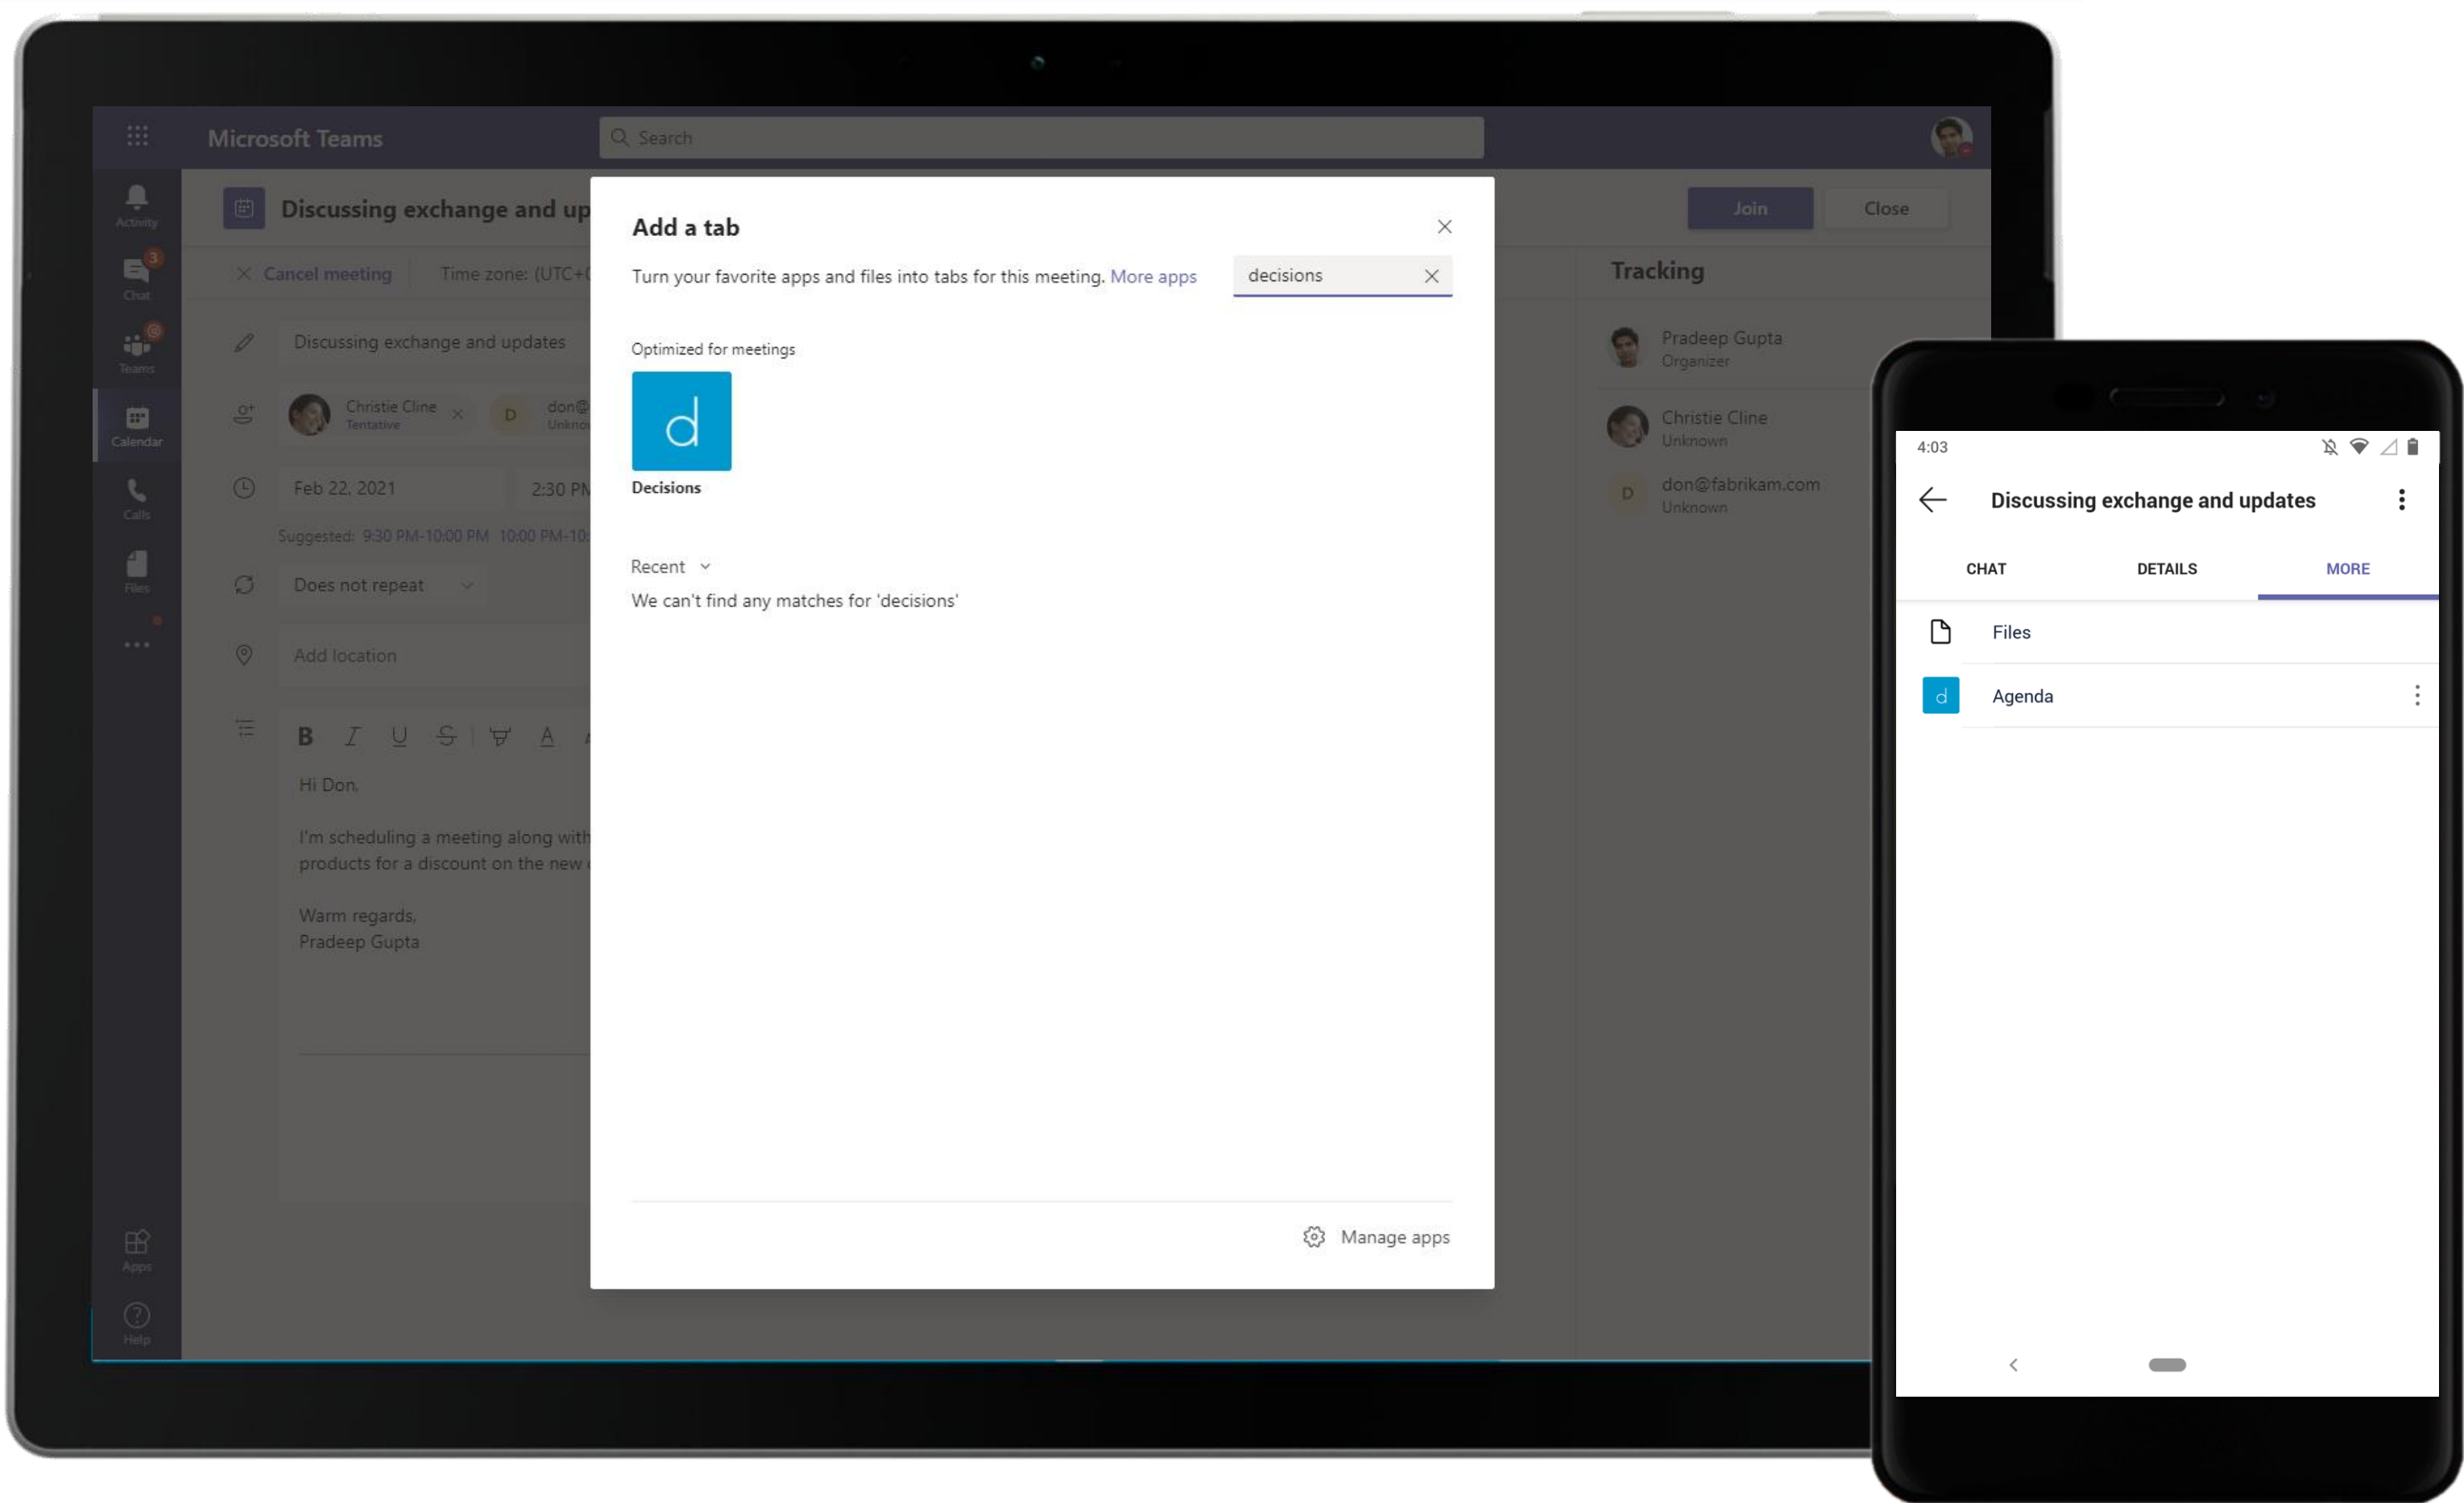 Microsoft Teams
Search
Activity
3
Chat
Teams
Calendar
Calls
Files
Apps
Help
Discussing exchange and up
Join
Close
Cancel meeting
Time zone: (UTC+0
Discussing exchange and updates
Christie Cline
Tentative
D
don@
Unknow
Feb 22, 2021
2:30 PM
Suggested: 9:30 PM-10:00 PM 10:00 PM-10:
Does not repeat
Add location
B I U S A
Hi Don,
I'm scheduling a meeting along with
products for a discount on the new
Warm regards,
Pradeep Gupta
Add a tab
Turn your favorite apps and files into tabs for this meeting. More apps
decisions
Optimized for meetings
d
Decisions
Recent
We can't find any matches for 'decisions'
Manage apps
Tracking
Pradeep Gupta
Organizer
Christie Cline
Unknown
D
don@fabrikam.com
Unknown
4:03
Discussing exchange and updates
CHAT DETAILS MORE
Files
d Agenda